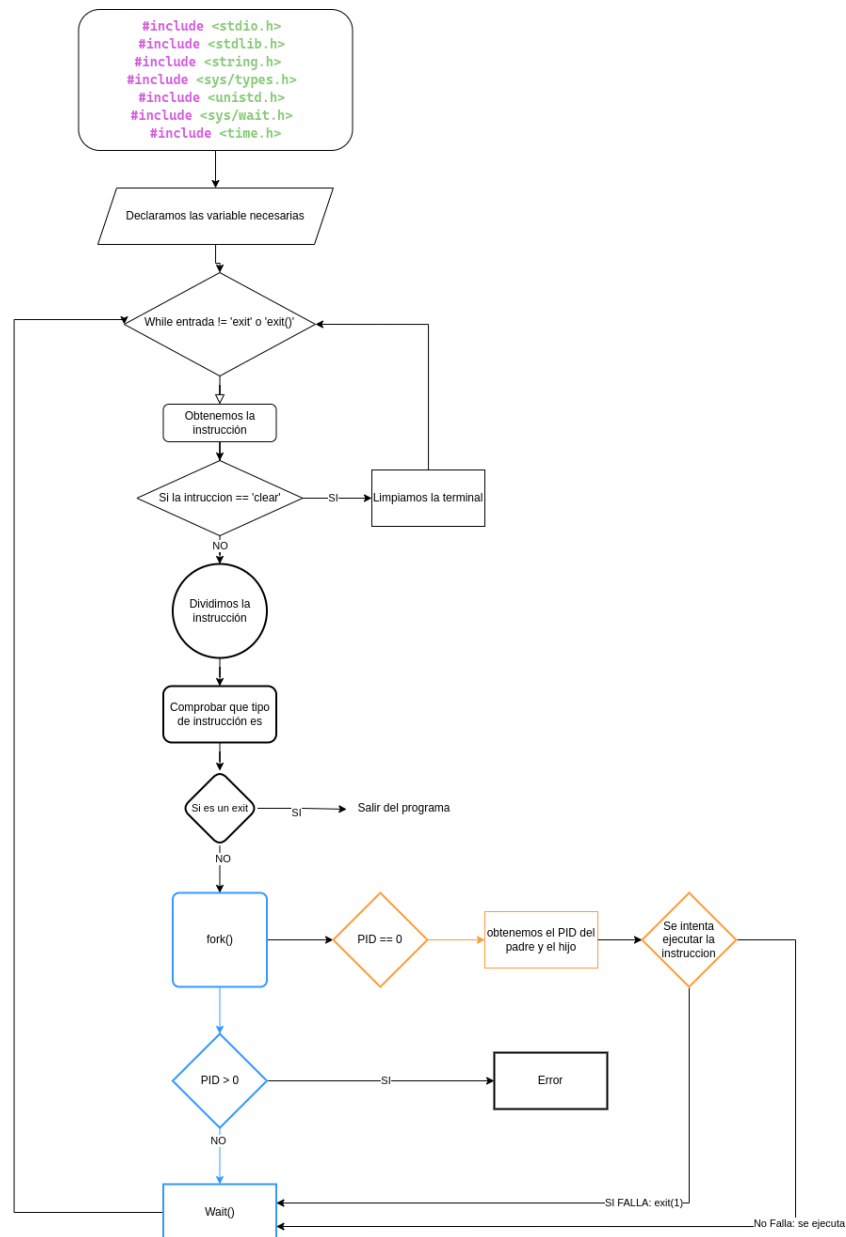 #include <stdio.h>
#include <stdlib.h>
#include <string.h>
#include <sys/types.h>
#include <unistd.h>
#include <sys/wait.h>
#include <time.h>
Declaramos las variable necesarias
While entrada != 'exit' o 'exit()'
Obtenemos la
instrucción
Si la intruccion == 'clear'
SI
Limpiamos la terminal
NO
Dividimos la
instrucción
Comprobar que tipo
de instrucción es
Si es un exit
SI
Salir del programa
NO
fork()
PID == 0
obtenemos el PID del
padre y el hijo
Se intenta
ejecutar la
instruccion
PID > 0
SI
Error
NO
SI FALLA: exit(1)
Wait()
No Falla: se ejecuta